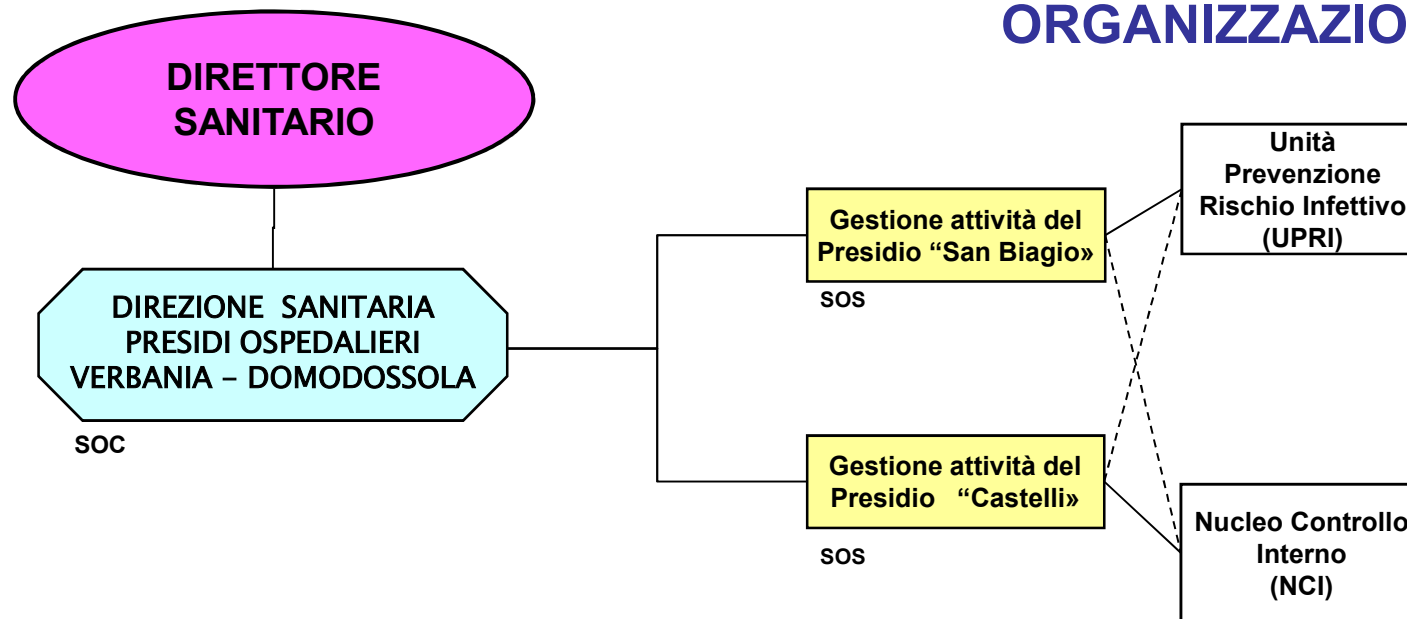 ORGANIZZAZIO
DIRETTORE
SANITARIO
Unità
Prevenzione
Rischio Infettivo
(UPRI)
Gestione attività del
Presidio “San Biagio»
SOS
DIREZIONE SANITARIA
PRESIDI OSPEDALIERI
VERBANIA – DOMODOSSOLA
SOC
Gestione attività del
Presidio “Castelli»
SOS
Nucleo Controllo
Interno
(NCI)